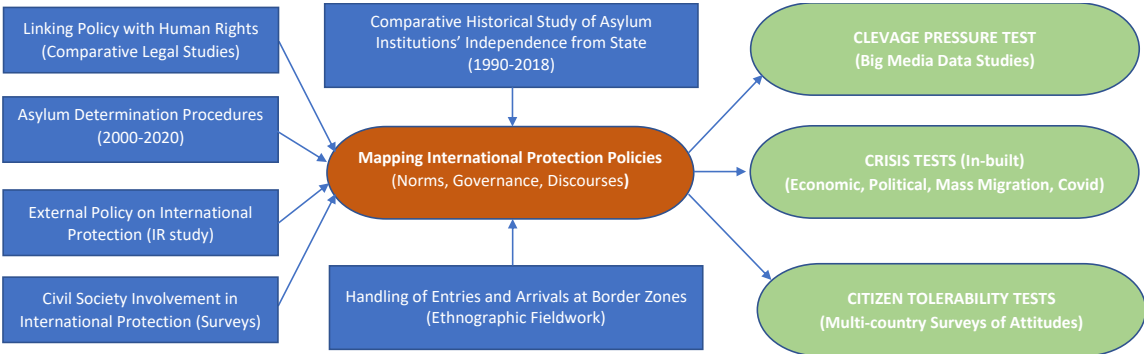 Linking Policy with Human Rights
(Comparative Legal Studies)
Asylum Determination Procedures
(2000-2020)
External Policy on International
Protection (IR study)
Civil Society Involvement in
International Protection (Surveys)
Comparative Historical Study of Asylum
Institutions’ Independence from State
(1990-2018)
Mapping International Protection Policies
(Norms, Governance, Discourses)
Handling of Entries and Arrivals at Border Zones
(Ethnographic Fieldwork)
CLEVAGE PRESSURE TEST
(Big Media Data Studies)
CRISIS TESTS (In-built)
(Economic, Political, Mass Migration, Covid)
CITIZEN TOLERABILITY TESTS
(Multi-country Surveys of Attitudes)